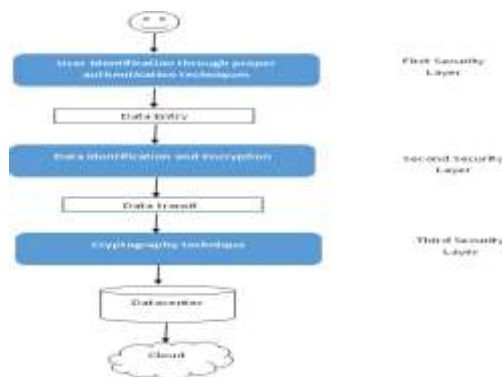 User Identification through proper
authentication techniques
First Security
Layer
Data Entry
Data Identification and Encryption
Second Security
Layer
Data transit
Cryptography technique
Third Security
Layer
Datacenter
Cloud